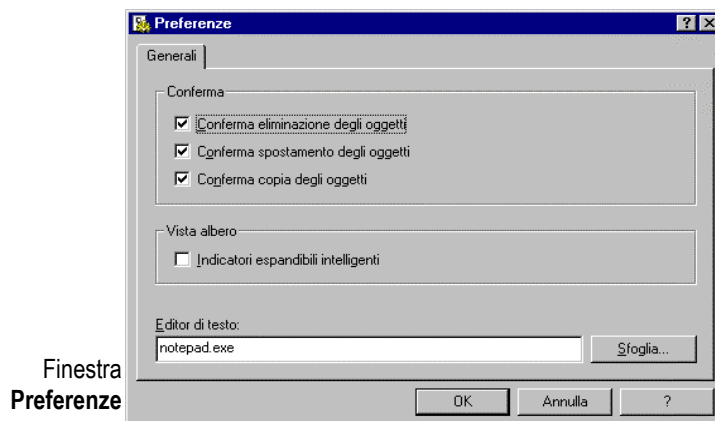 Preferenze
Generali
Conferma
Conferma eliminazione degli oggetti
Conferma spostamento degli oggetti
Conferma copia degli oggetti
Vista albero
Indicatori espandibili intelligenti
Editor di testo:
notepad.exe
Sfoglia...
OK Annulla ?
Finestra
Preferenze